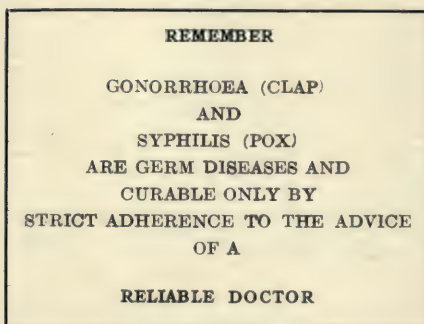 REMEMBER
GONORRHOEA (CLAP)
AND
SYPHILIS (POX)
ARE GERM DISEASES AND
CURABLE ONLY BY
STRICT ADHERENCE TO THE ADVICE
OF A
RELIABLE DOCTOR